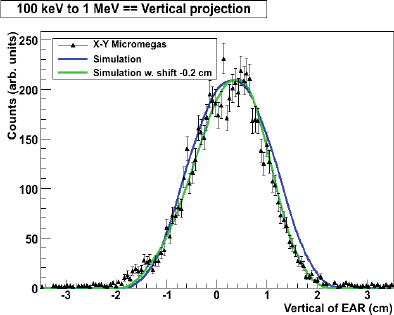 100 keV to 1 MeV == Vertical projection
Counts (arb. units)
250
200
150
100
50
0
X-Y Micromegas
Simulation
Simulation w. shift -0.2 cm
-3 -2 -1 0 1 2 3
Vertical of EAR (cm)